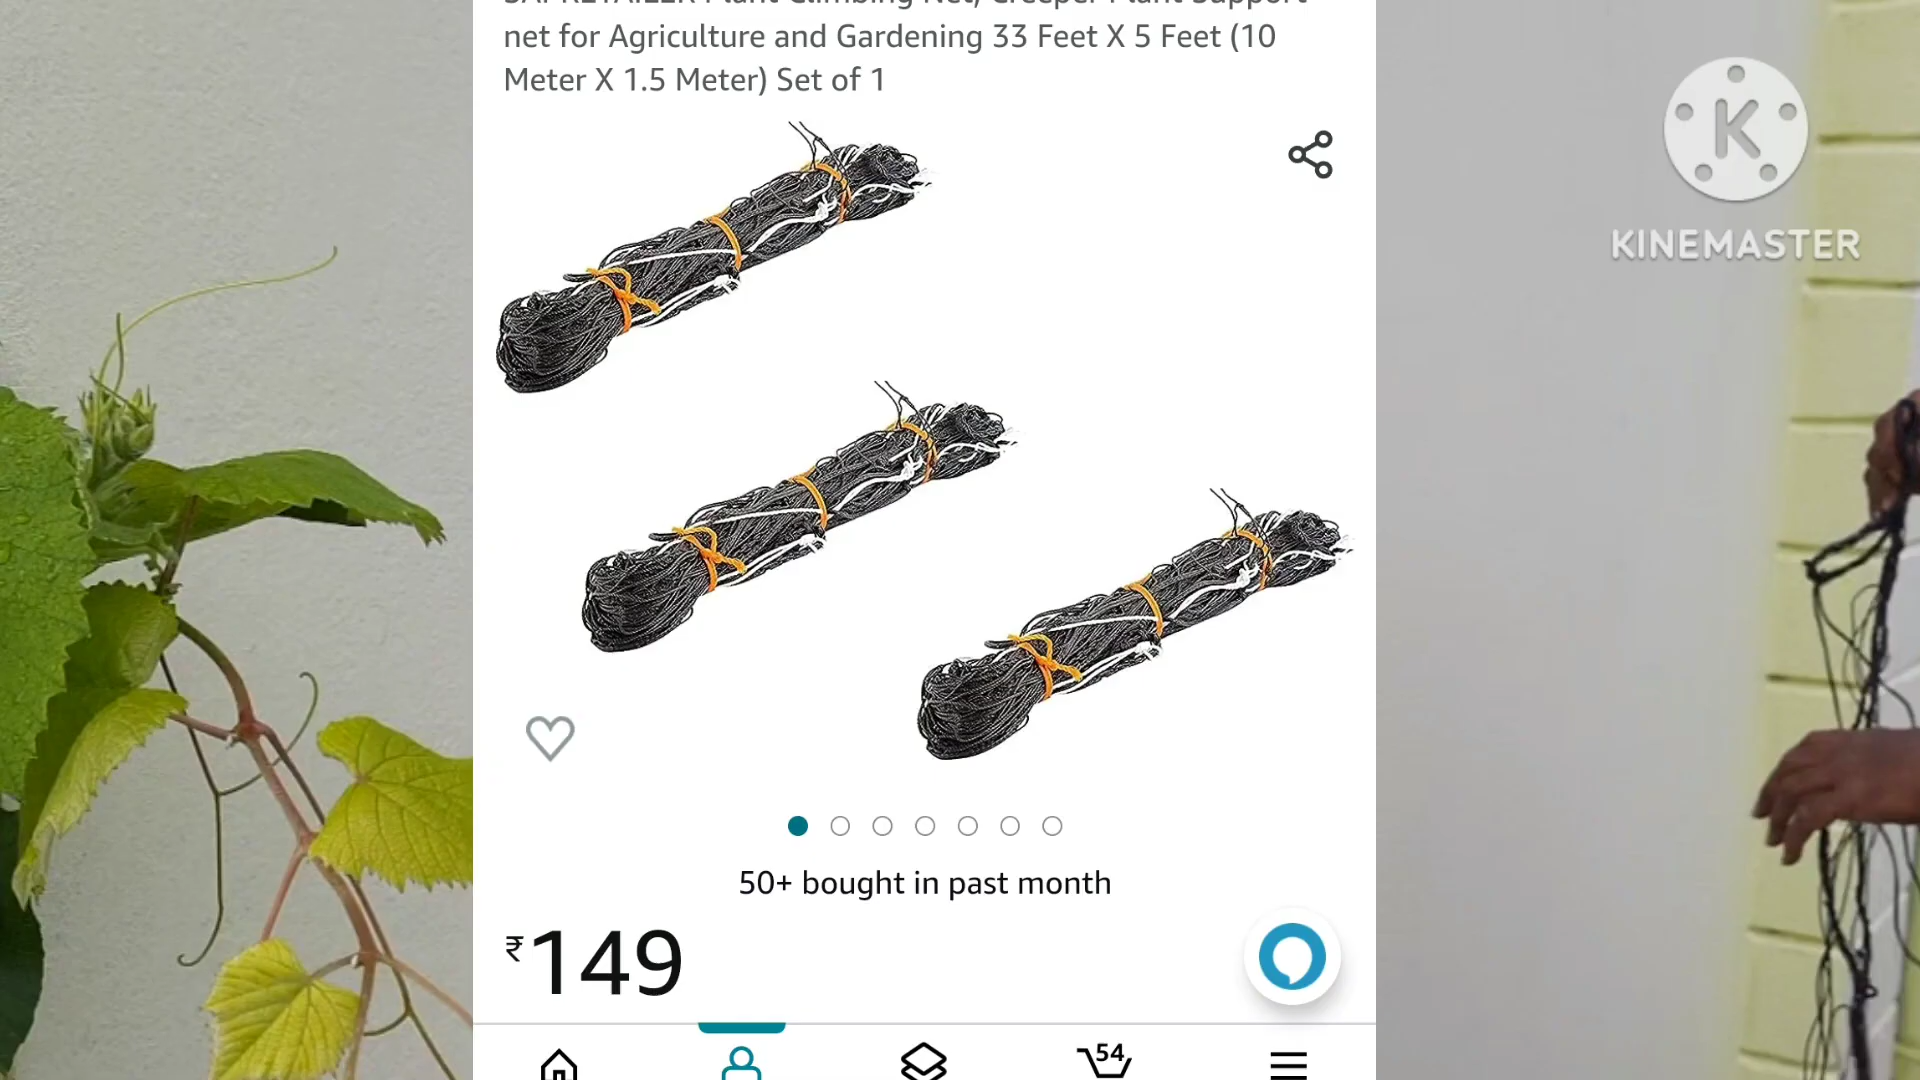 net for Agriculture and Gardening 33 Feet X 5 Feet (10
Meter X 1.5 Meter) Set of 1
K
KINEMASTER
50+ bought in past month
₹149
54